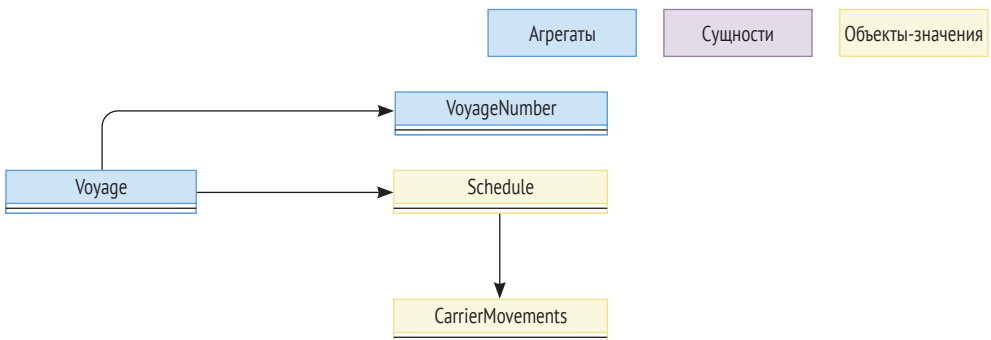 Агрегаты
Сущности
Объекты-значения
VoyageNumber
Voyage
Schedule
CarrierMovements